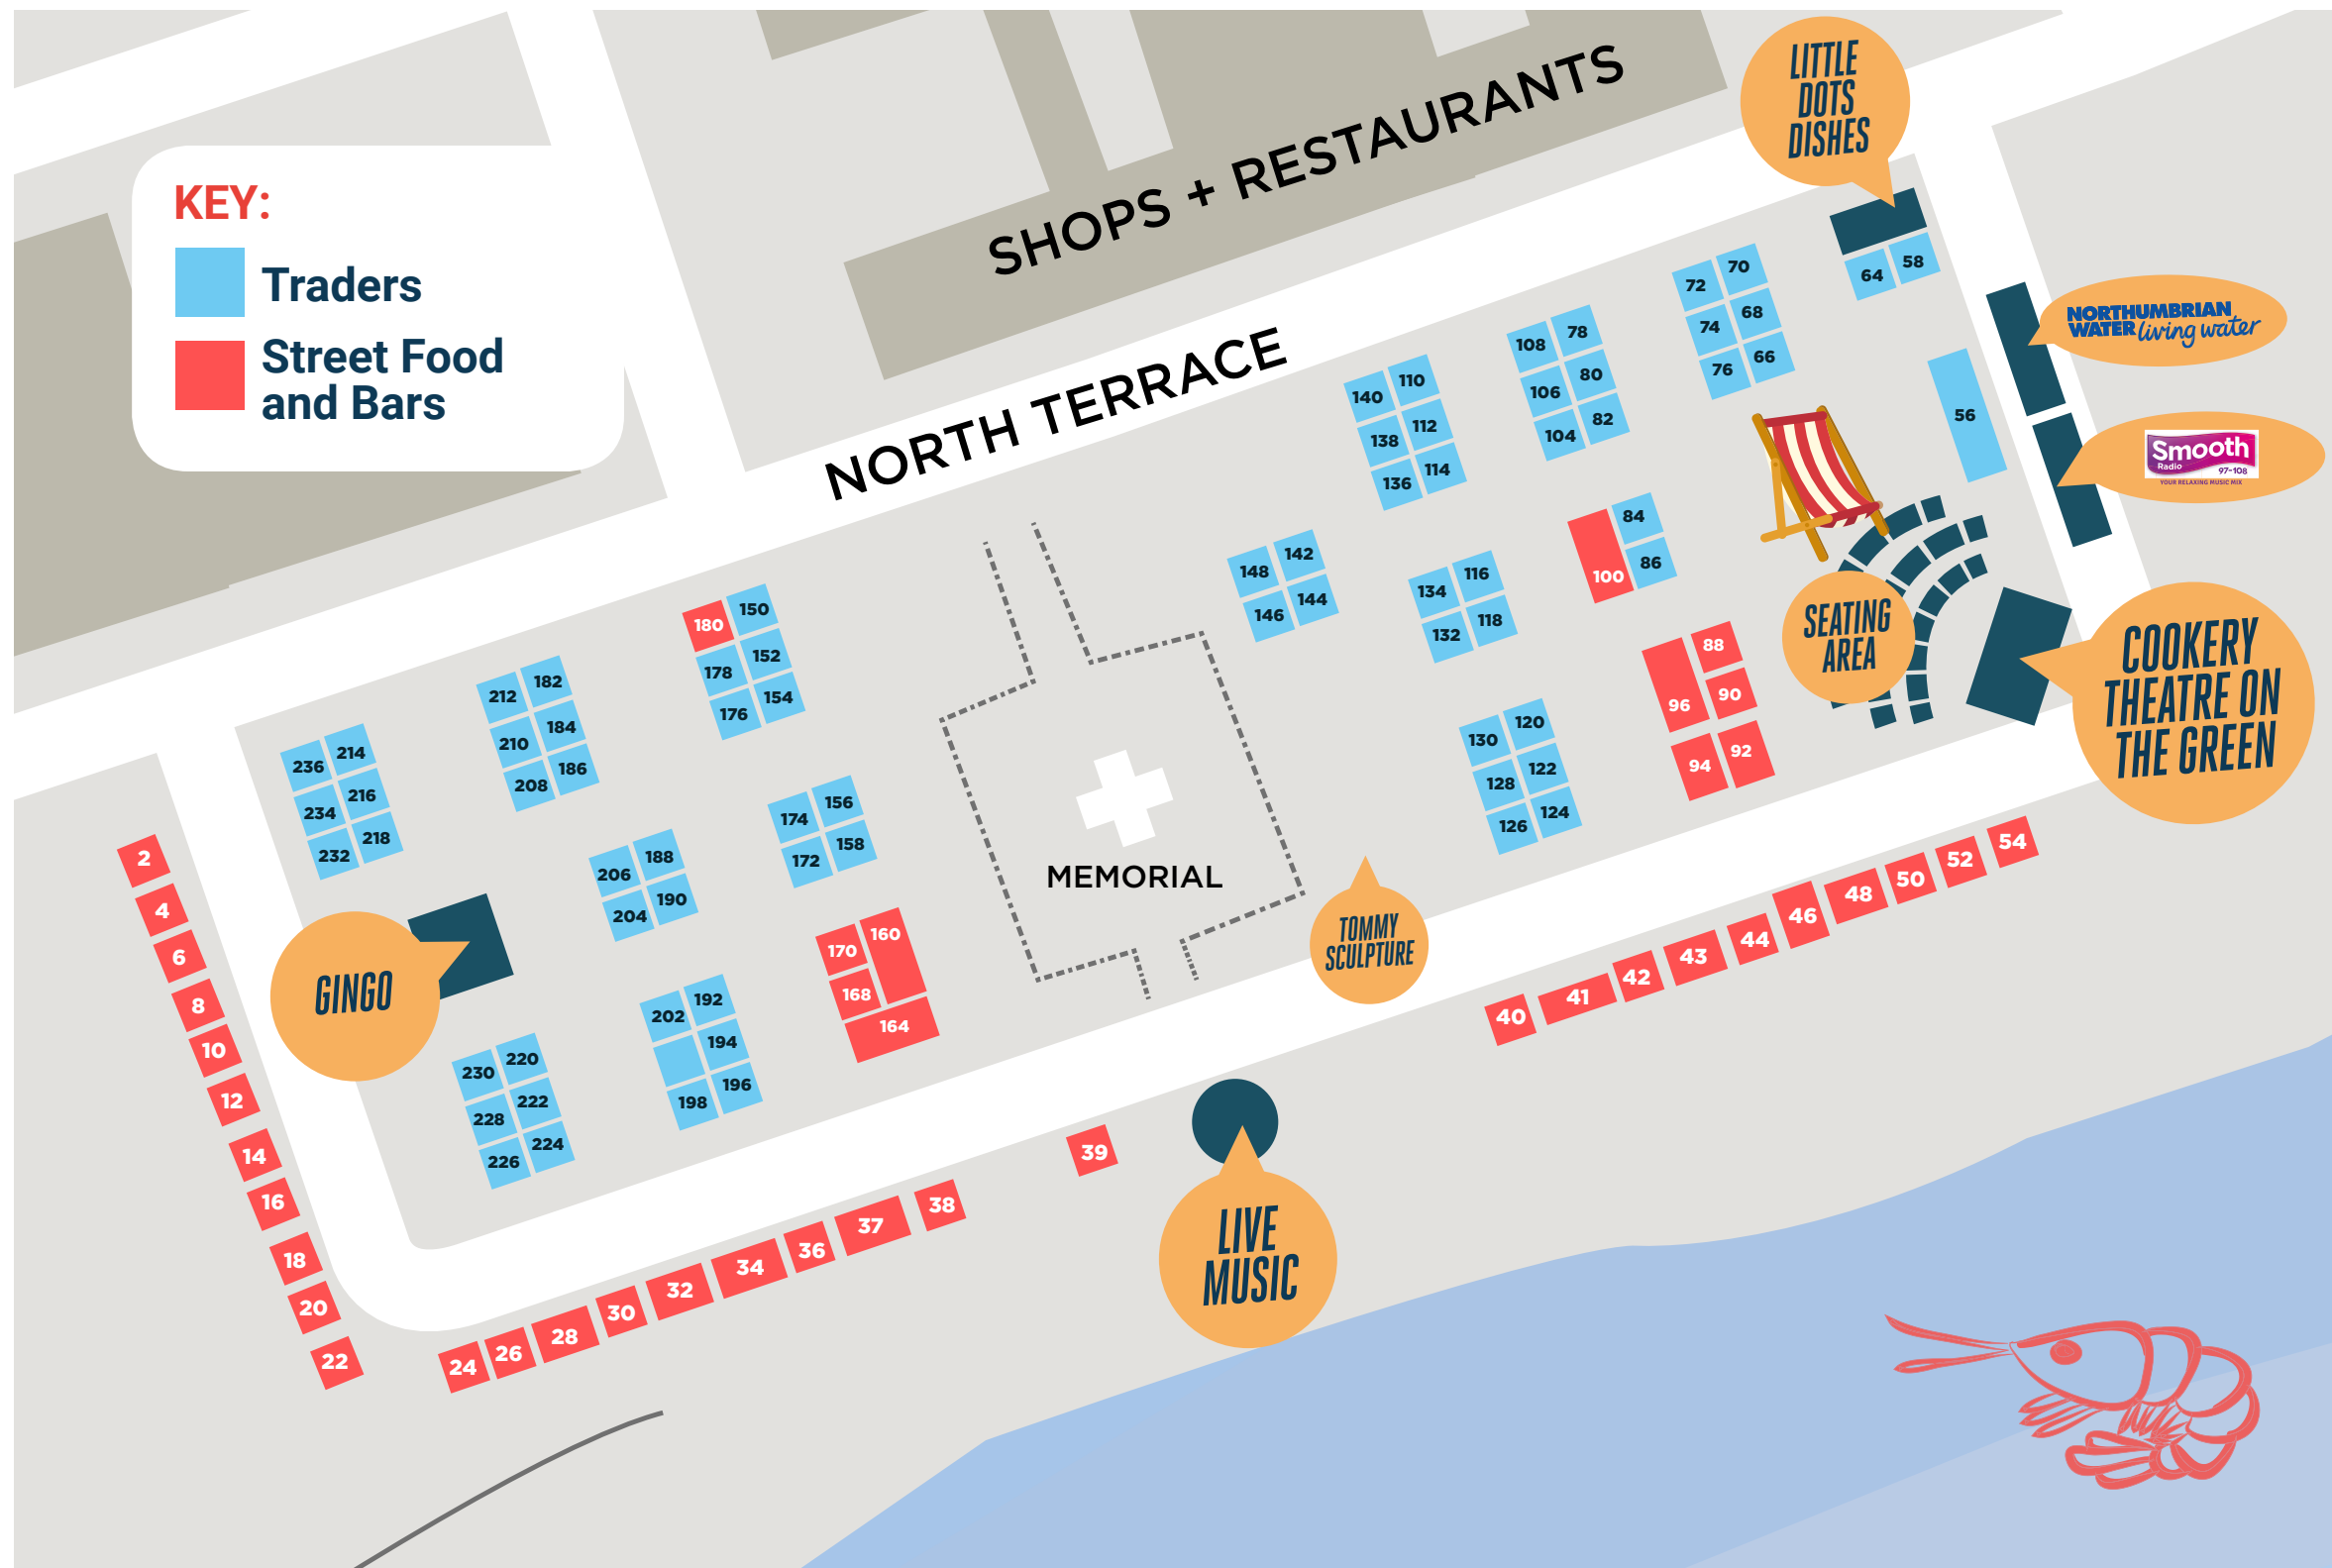 LITTLE
DOTS
DISHES
SHOPS + RESTAURANTS
KEY:
Traders
Street Food
and Bars
NORTH TERRACE
NORTHUMBRIAN
WATER living water
Smooth
Radio
97-108
YOUR RELAXING MUSIC MIX
SEATING
AREA
COOKERY
THEATRE ON
THE GREEN
MEMORIAL
TOMMY
SCULPTURE
GINGO
LIVE
MUSIC
64 58
56
72 70
74 68
76 66
108 78
106 80
104 82
140 110
138 112
136 114
84
100 86
148 142
146 144
134 116
132 118
88
96 90
94 92
130 120
128 122
126 124
180 150
178 152
176 154
212 182
210 184
208 186
236 214
234 216
232 218
174 156
172 158
206 188
204 190
170 160
168
164
202 192
194
198 196
230 220
228 222
226 224
2
4
6
8
10
12
14
16
18
20
22
24 26 28 30 32 34 36 37 38
39
40 41 42 43 44 46 48 50 52 54